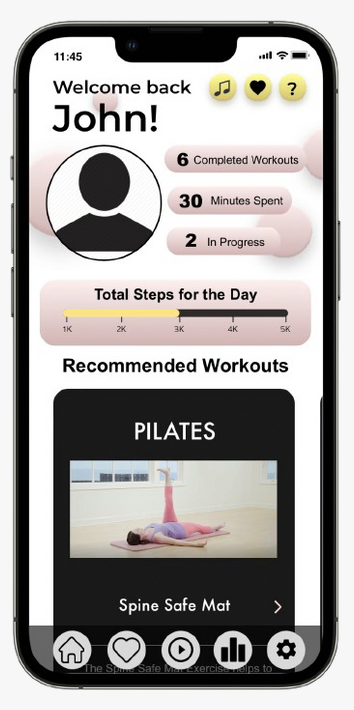 11:45
Welcome back
John!
?
6 Completed Workouts
30 Minutes Spent
2 In Progress
Total Steps for the Day
1K 2K 3K 4K 5K
Recommended Workouts
PILATES
Spine Safe Mat
The Spine Safe Mat Exercise helps to